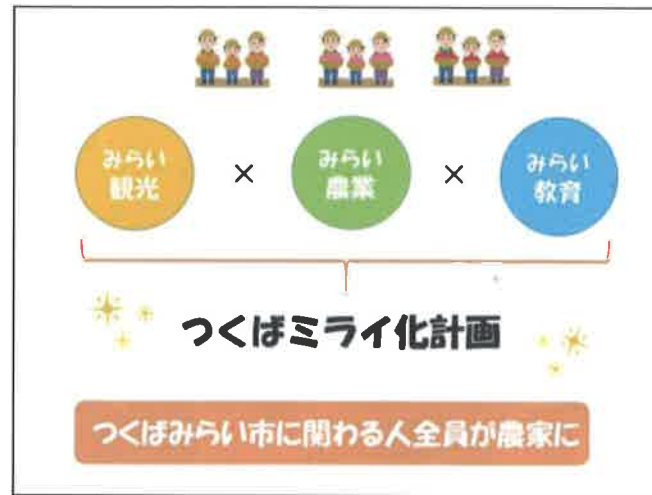 みらい
観光
×
みらい
農業
×
みらい
教育
つくばミライ化計画
つくばみらい市に関わる人全員が農家に